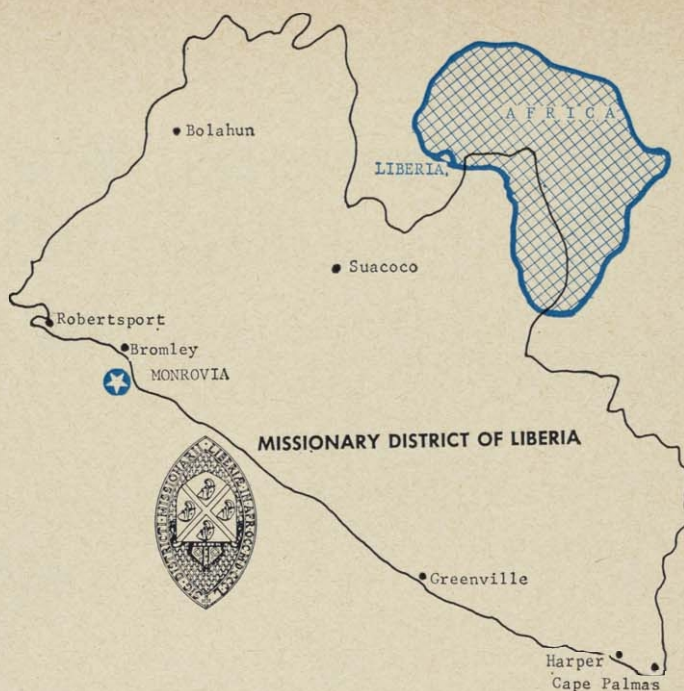 Bolahun
AFRICA
LIBERIA
Suacoco
Robertsport
Bromley
MONROVIA
MISSIONARY DISTRICT OF LIBERIA
Greenville
Harper
Cape Palmas